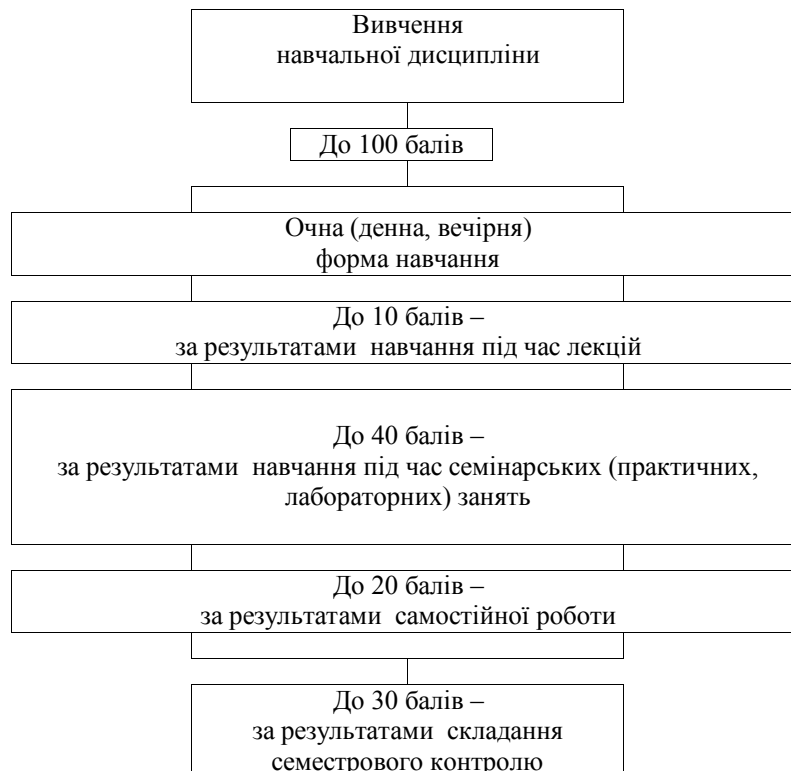 Вивчення
навчальної дисципліни
До 100 балів
Очна (денна, вечірня)
форма навчання
До 10 балів –
за результатами навчання під час лекцій
До 40 балів –
за результатами навчання під час семінарських (практичних,
лабораторних) занять
До 20 балів –
за результатами самостійної роботи
До 30 балів –
за результатами складання
семестрового контролю